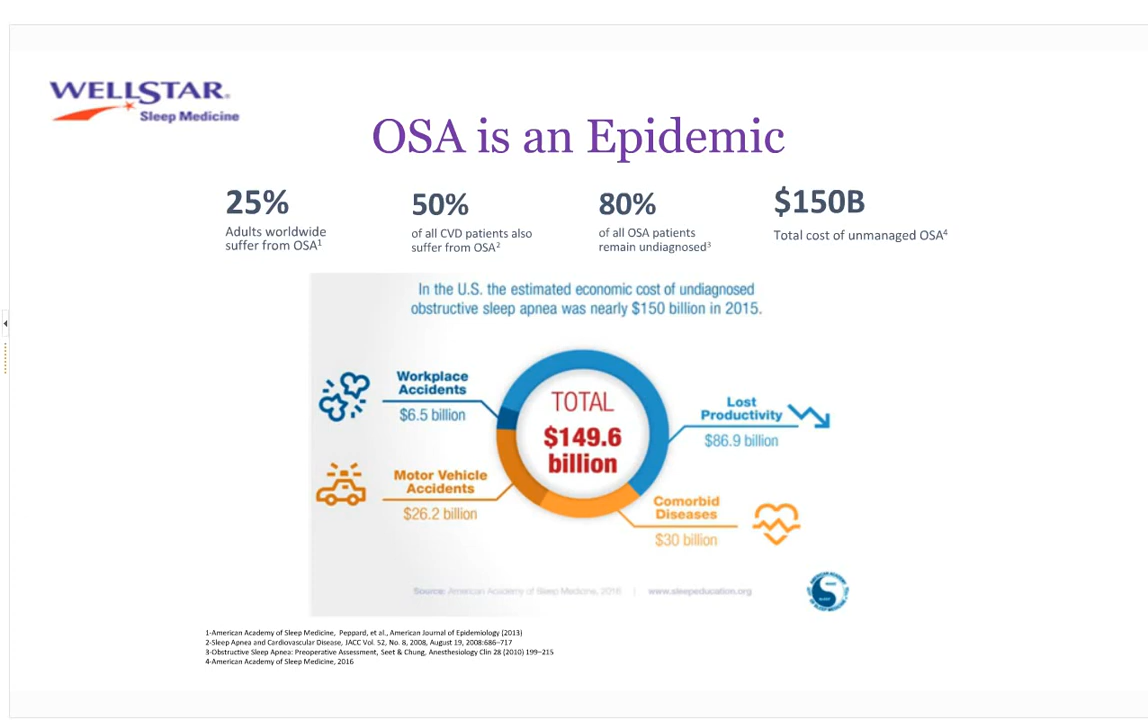 WELLSTAR®
Sleep Medicine
OSA is an Epidemic
25%
Adults worldwide
suffer from OSA1
50%
of all CVD patients also
suffer from OSA2
80%
of all OSA patients
remain undiagnosed3
$150B
Total cost of unmanaged OSA4
In the U.S. the estimated economic cost of undiagnosed
obstructive sleep apnea was nearly $150 billion in 2015.
Workplace
Accidents
$6.5 billion
TOTAL
$149.6
billion
Lost
Productivity
$86.9 billion
Motor Vehicle
Accidents
$26.2 billion
Comorbid
Diseases
$30 billion
Source: American Academy of Sleep Medicine, 2016 | www.sleepeducation.org
1-American Academy of Sleep Medicine, Peppard, et al., American Journal of Epidemiology (2013)
2-Sleep Apnea and Cardiovascular Disease, JACC Vol. 52, No. 8, 2008, August 19, 2008:686–717
3-Obstructive Sleep Apnea: Preoperative Assessment, Seet & Chung, Anesthesiology Clin 28 (2010) 199–215
4-American Academy of Sleep Medicine, 2016